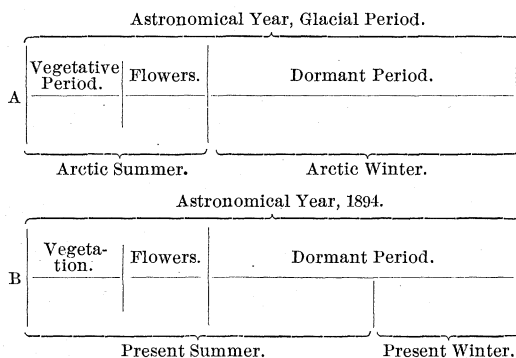 Astronomical Year, Glacial Period.
Vegetative Period. Flowers. Dormant Period.
A
Arctic Summer. Arctic Winter.
Astronomical Year, 1894.
Vegeta-
tion. Flowers. Dormant Period.
B
Present Summer. Present Winter.